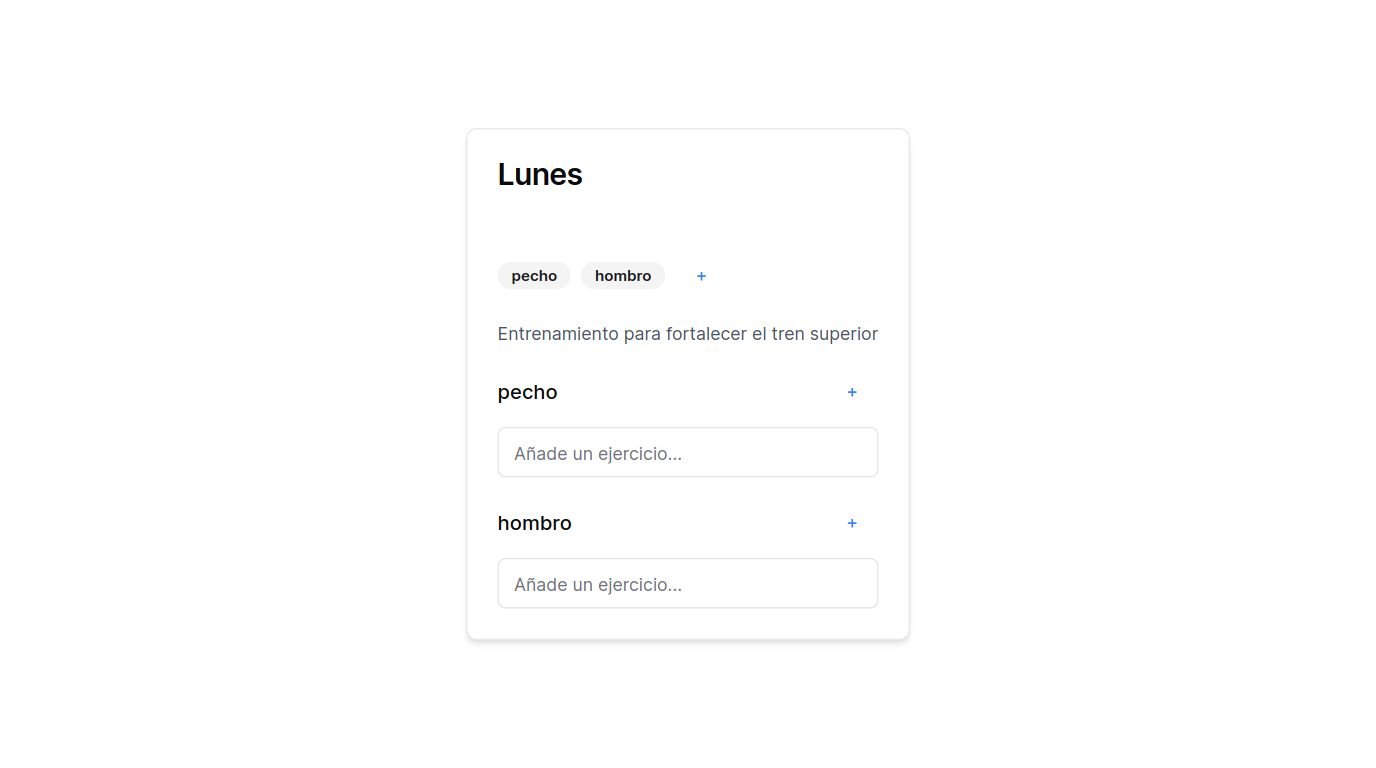 Lunes
pecho hombro +
Entrenamiento para fortalecer el tren superior
pecho +
Añade un ejercicio...
hombro +
Añade un ejercicio...